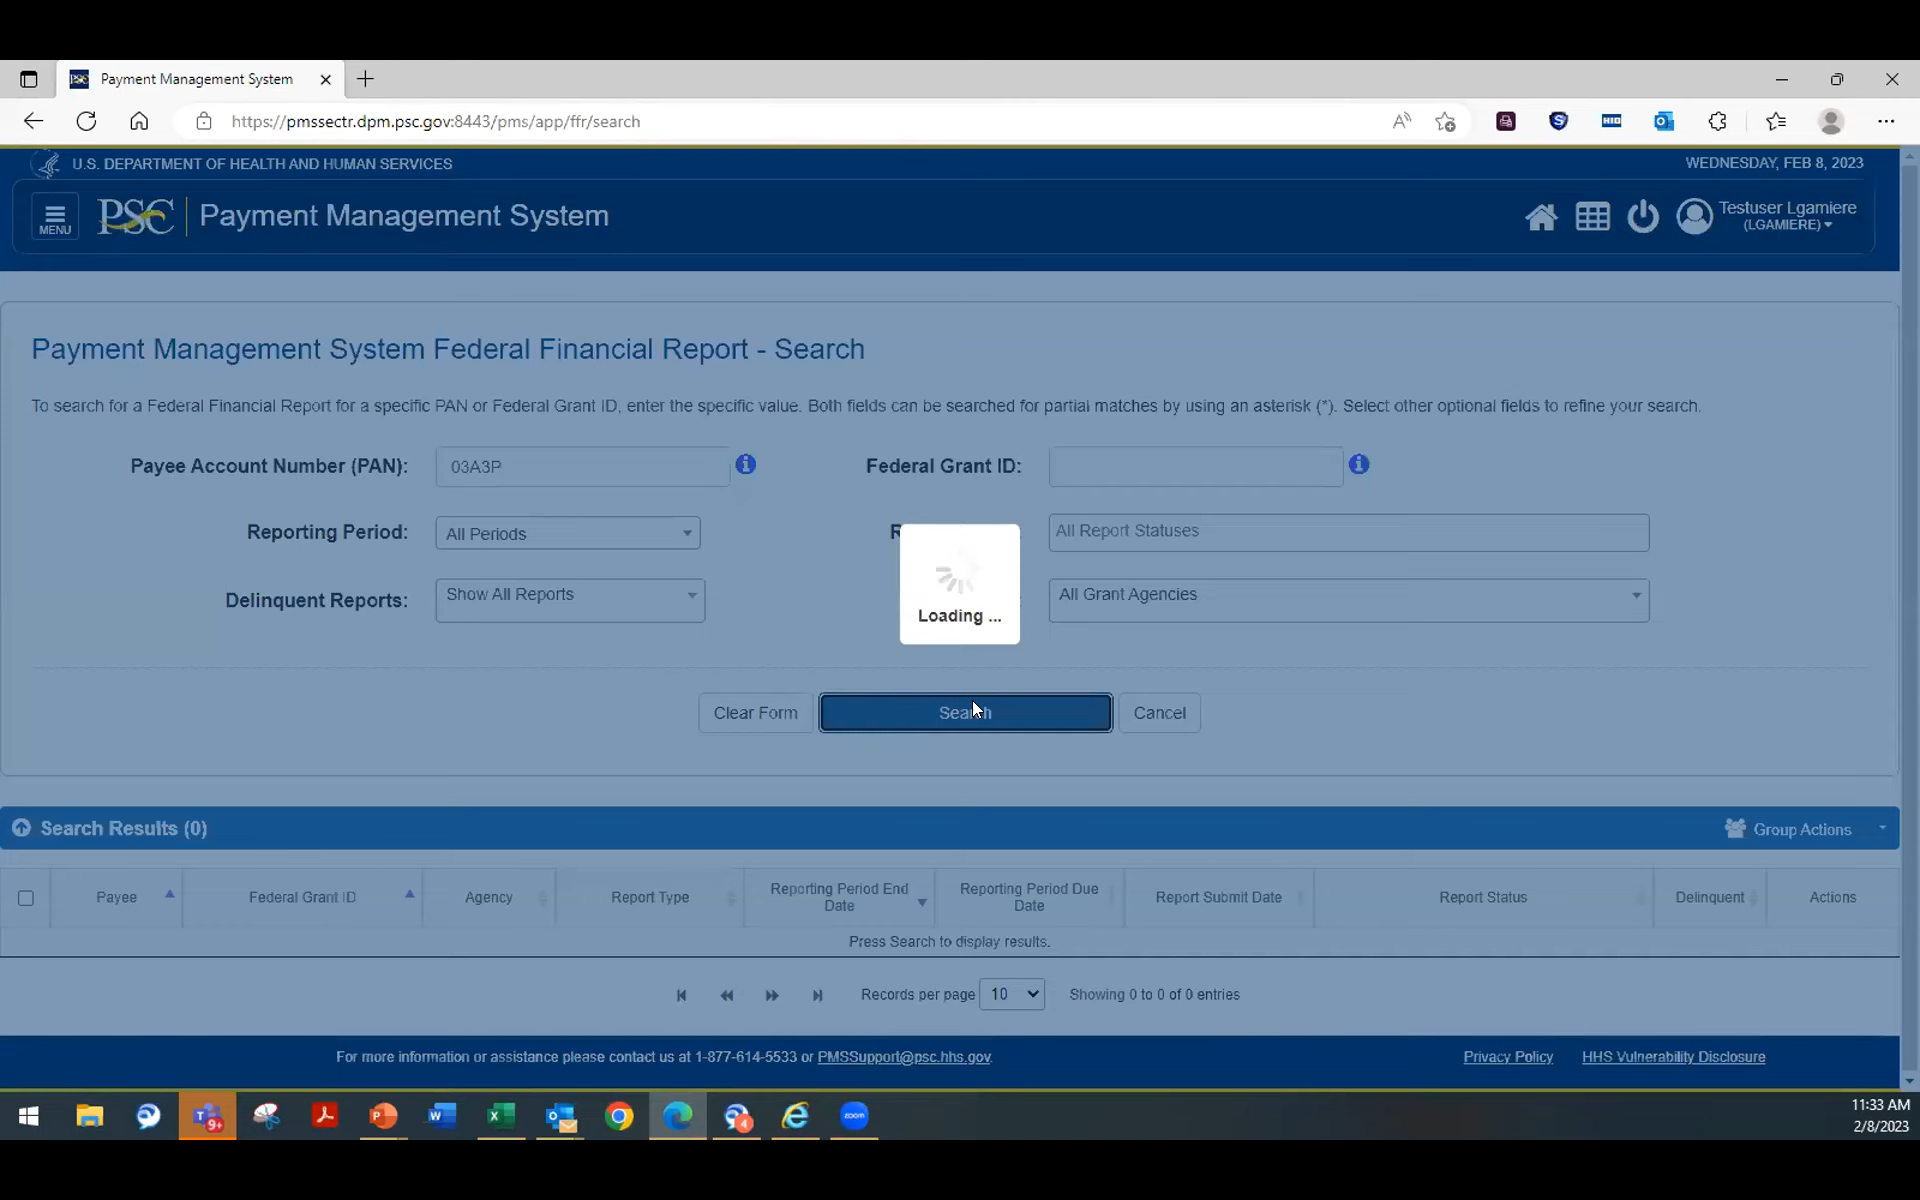 Payment Management System
https://pmssectr.dpm.psc.gov:8443/pms/app/ffr/search
U.S. DEPARTMENT OF HEALTH AND HUMAN SERVICES
WEDNESDAY, FEB 8, 2023
MENU
PSC
Payment Management System
Testuser Lgamiere
(LGAMIERE)
Payment Management System Federal Financial Report - Search
To search for a Federal Financial Report for a specific PAN or Federal Grant ID, enter the specific value. Both fields can be searched for partial matches by using an asterisk (*). Select other optional fields to refine your search.
Payee Account Number (PAN): 03A3P
Federal Grant ID:
Reporting Period: All Periods
All Report Statuses
Delinquent Reports: Show All Reports
All Grant Agencies
Loading ...
Clear Form Search Cancel
Search Results (0)
Group Actions
Payee Federal Grant ID Agency Report Type Reporting Period End Date Reporting Period Due Date Report Submit Date Report Status Delinquent Actions
Press Search to display results.
Records per page 10 Showing 0 to 0 of 0 entries
For more information or assistance please contact us at 1-877-614-5533 or PMSSupport@psc.hhs.gov.
Privacy Policy HHS Vulnerability Disclosure
9+
4
zoom
11:33 AM
2/8/2023